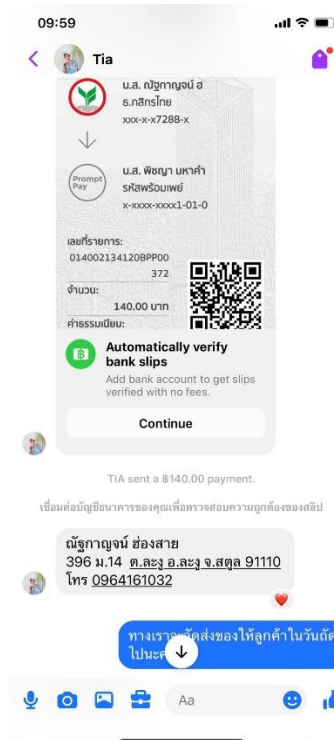 09:59
Tia
น.ส. ณัฐกาญจน์ ฮ
ธ.กสิกรไทย
xxx-x-x7288-x
Prompt
Pay
น.ส. พิชญา มหาคำ
รหัสพร้อมเพย์
x-xxxx-xxxx1-01-0
เลขที่รายการ:
014002134120BPP00
372
จำนวน:
140.00 บาท
ค่าธรรมเนียม:
Automatically verify
bank slips
Add bank account to get slips
verified with no fees.
Continue
TIA sent a ฿140.00 payment.
เชื่อมต่อบัญชีธนาคารของคุณเพื่อตรวจสอบความถูกต้องของสลิป
ณัฐกาญจน์ ฮ่องสาย
396 ม.14 ต.ละงู อ.ละงู จ.สตูล 91110
โทร 0964161032
ทางเราจะจัดส่งของให้ลูกค้าในวันถัด
ไปนะ
Aa